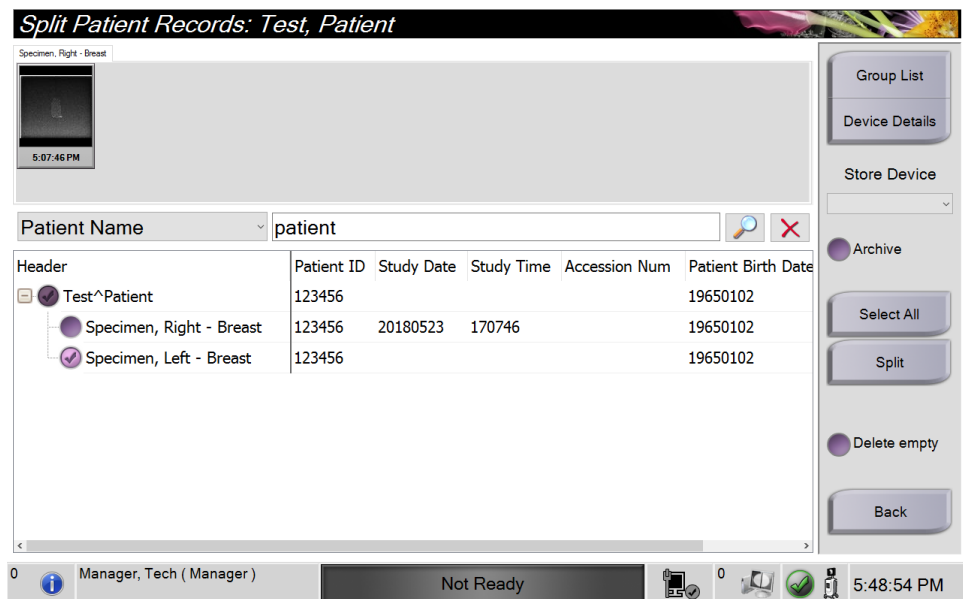 Split Patient Records: Test, Patient
Specimen, Right - Breast
5:07:46 PM
Group List
Device Details
Store Device
Archive
Select All
Split
Delete empty
Back
Patient Name patient
Header Patient ID Study Date Study Time Accession Num Patient Birth Date
Test^Patient 123456 19650102
Specimen, Right - Breast 123456 20180523 170746 19650102
Specimen, Left - Breast 123456 19650102
0 Manager, Tech ( Manager ) Not Ready 0 5:48:54 PM